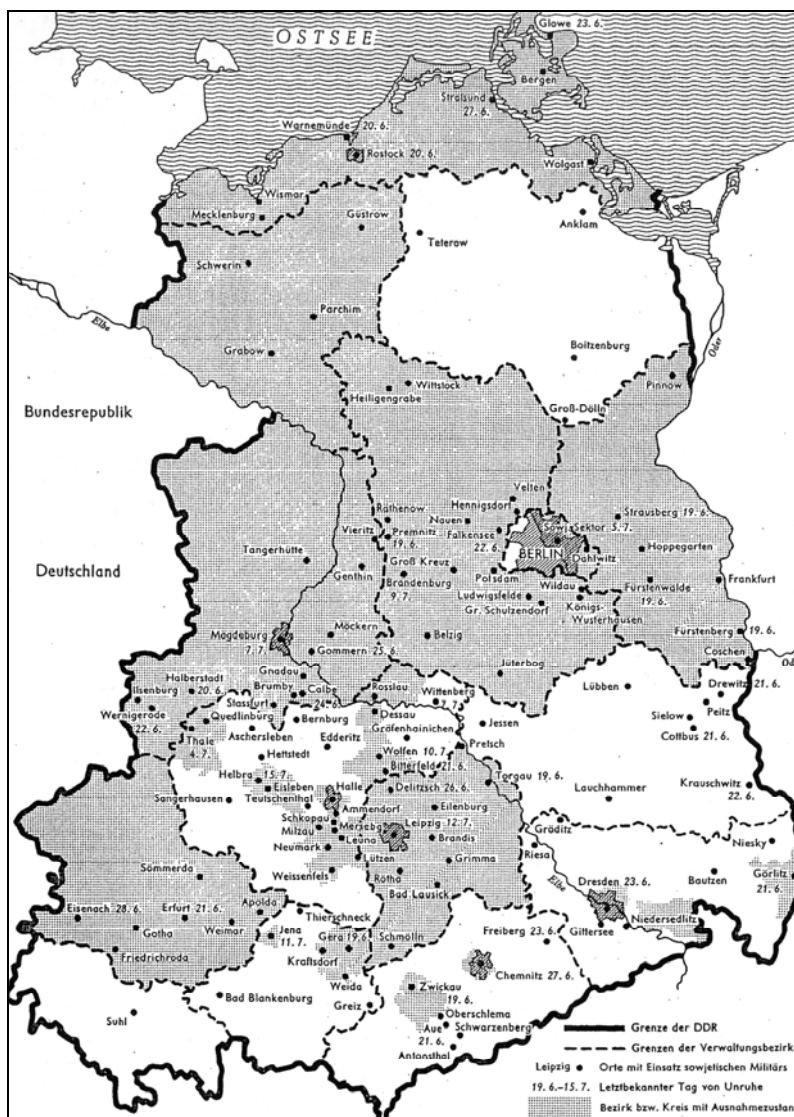 Glowe 23. 6.
OSTSEE
Bergen
Stralsund
27. 6.
Warnemünde 20. 6.
Rostock 20. 6.
Wolgast
Wismar
Mecklenburg
Güstrow
Anklam
Teteraw
Schwerin
Parchim
Elbe
Oder
Grabow
Boitzenburg
Pinnow
Wittstock
Heiligengrabe
Bundesrepublik
Groß-Dölln
Velten
Rathenow
Hennigsdorf
Strausberg 19. 6.
Nauen
Sowj. Sektor 5. 7.
Vieritz
Premnitz
19. 6.
Falkensee
22. 6.
BERLIN
Hoppegarten
Tangerhütte
Dahlwitz
Deutschland
Genthin
Groß Kreuz
Brandenburg
9. 7.
Potsdam
Wildau
Fürstenwalde
19. 6.
Frankfurt
Ludwigsfelde
Gr. Schulzendorf
Königs-
Wusterhausen
Magdeburg
7. 7.
Möckern
Belzig
Fürstenberg 19. 6.
Gommern 25. 6.
Coschen
Halberstadt
20. 6.
Gnadau
Jüterbog
Ilsenburg
Brumby
Calbe
24. 6.
Rosslau
Wittenberg
7. 7.
Lübben
Drewitz 21. 6.
Wernigerode
22. 6.
Stassfurt
Quedlinburg
Bernburg
Dessau
Jessen
Peitz
Sielow
Thale
4. 7.
Aschersleben
Gräfenhainichen
Cottbus 21. 6.
Edderitz
Hettstedt
Wolfen 10. 7.
Pretsch
Bitterfeld 21. 6.
Helbra 15. 7.
Torgau 19. 6.
Eisleben
Halle
Delitzsch 26. 6.
Krauschwitz
22. 6.
Sangerhausen
Teutschenthal
Ammendorf
Eilenburg
Lauchhammer
Schkopau
Leipzig 12. 7.
Milzau
Merseb.
Brandis
Gröditz
Leuna
Niesky
Neumark
Lützen
Grimma
Riesa
Sömmerda
Rötha
Bautzen
Görlitz
21. 6.
Weissenfels
Bad Lausick
Elbe
Dresden 23. 6.
Eisenach 28. 6.
Erfurt 21. 6.
Apolda
Thierschneck
Niedersedlitz
Gotha
Weimar
Jena
11. 7.
Gera 19. 6.
Schmölln
Freiberg 23. 6.
Gittersee
Friedrichroda
Kraftsdorf
Chemnitz 27. 6.
Weida
Zwickau
19. 6.
Bad Blankenburg
Greiz
Suhl
Oberschlema
Aue
21. 6.
Schwarzenberg
Antonsthal
Grenze der DDR
Grenzen der Verwaltungsbezirk
Leipzig Orte mit Einsatz sowjetischen Militärs
19. 6.–15. 7. Letztbekannter Tag von Unruhe
Bezirk bzw. Kreis mit Ausnahmezustan